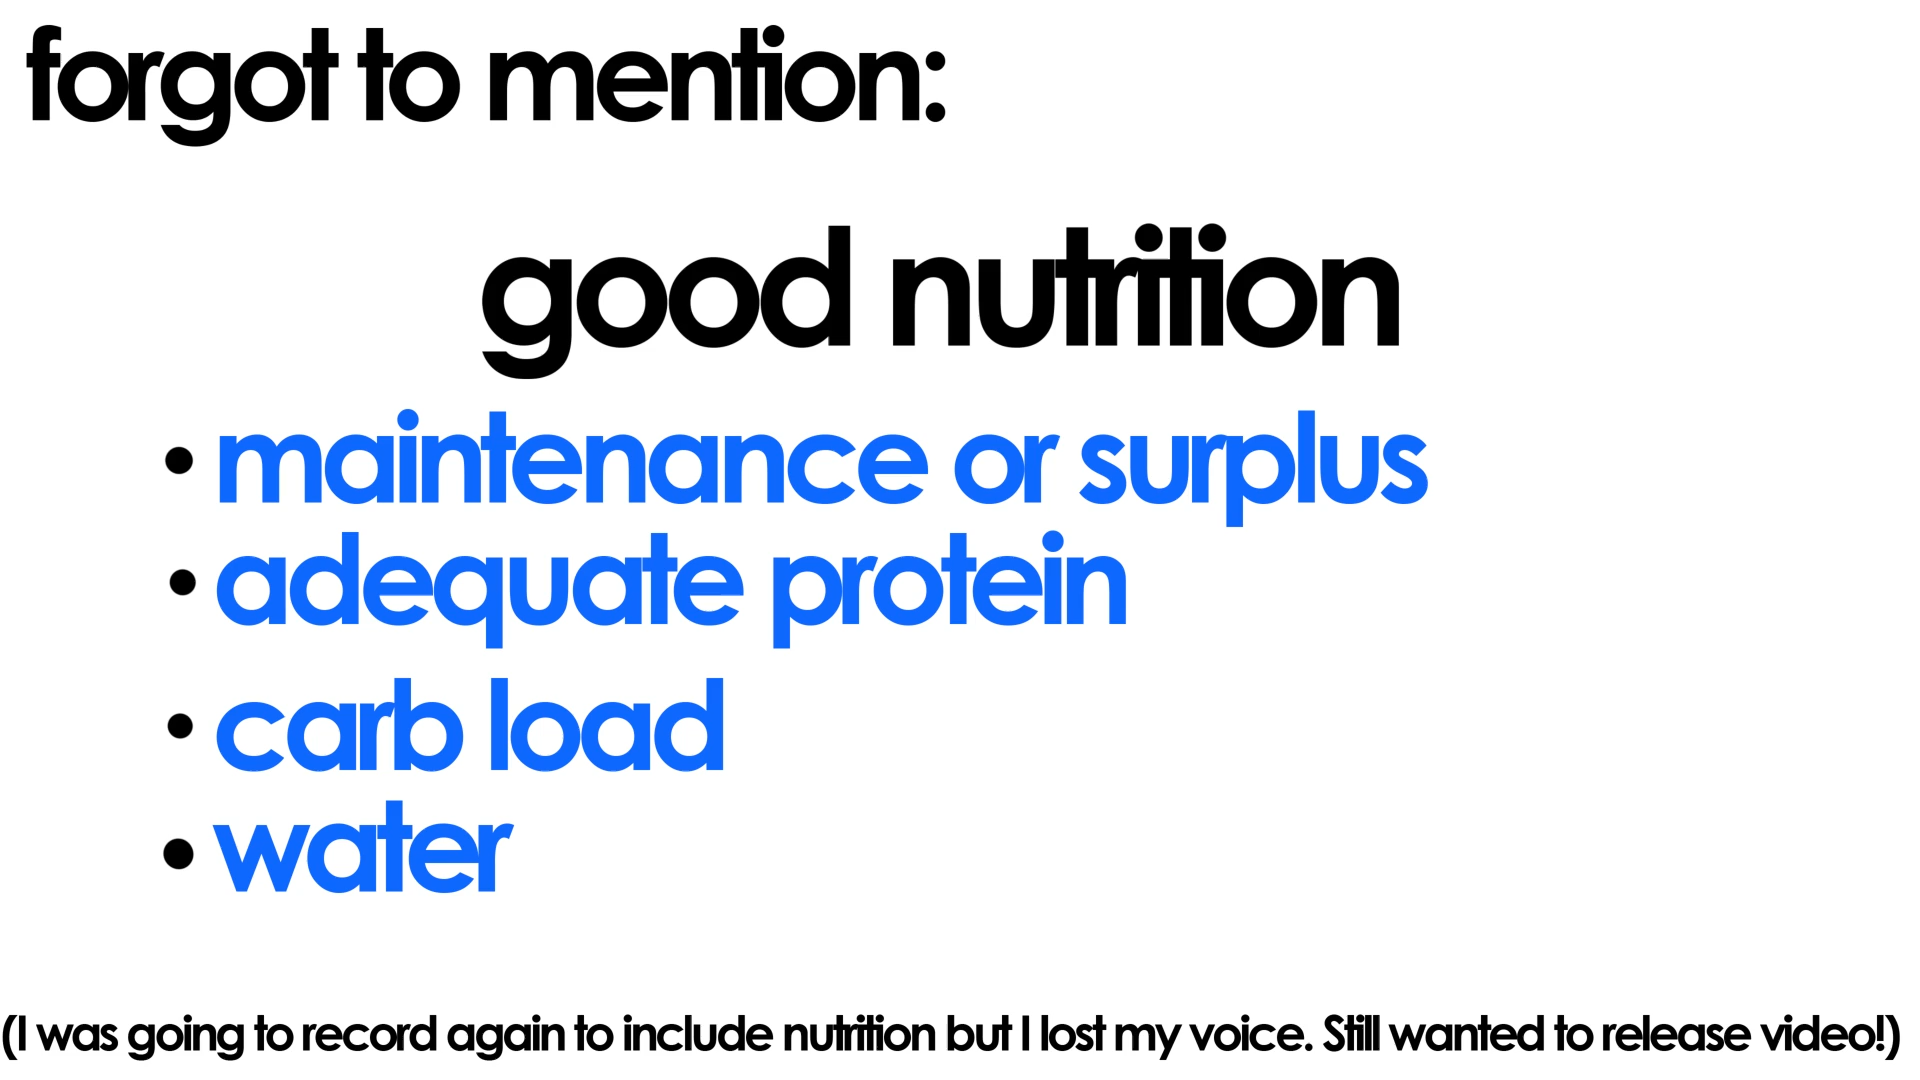 forgot to mention:
good nutrition
• maintenance or surplus
• adequate protein
• carb load
• water
(I was going to record again to include nutrition but I lost my voice. Still wanted to release video!)